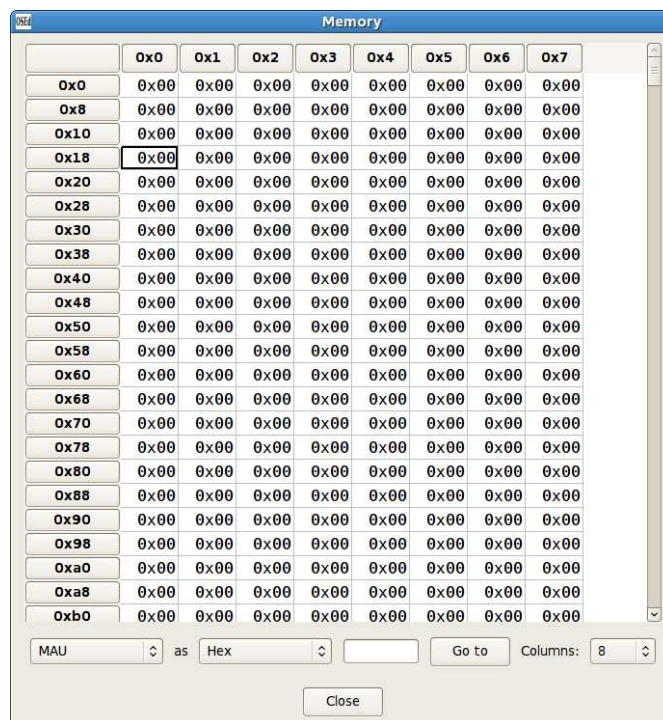 OSEd Memory
0x0 0x1 0x2 0x3 0x4 0x5 0x6 0x7
0x0 0x00 0x00 0x00 0x00 0x00 0x00 0x00 0x00
0x8 0x00 0x00 0x00 0x00 0x00 0x00 0x00 0x00
0x10 0x00 0x00 0x00 0x00 0x00 0x00 0x00 0x00
0x18 0x00 0x00 0x00 0x00 0x00 0x00 0x00 0x00
0x20 0x00 0x00 0x00 0x00 0x00 0x00 0x00 0x00
0x28 0x00 0x00 0x00 0x00 0x00 0x00 0x00 0x00
0x30 0x00 0x00 0x00 0x00 0x00 0x00 0x00 0x00
0x38 0x00 0x00 0x00 0x00 0x00 0x00 0x00 0x00
0x40 0x00 0x00 0x00 0x00 0x00 0x00 0x00 0x00
0x48 0x00 0x00 0x00 0x00 0x00 0x00 0x00 0x00
0x50 0x00 0x00 0x00 0x00 0x00 0x00 0x00 0x00
0x58 0x00 0x00 0x00 0x00 0x00 0x00 0x00 0x00
0x60 0x00 0x00 0x00 0x00 0x00 0x00 0x00 0x00
0x68 0x00 0x00 0x00 0x00 0x00 0x00 0x00 0x00
0x70 0x00 0x00 0x00 0x00 0x00 0x00 0x00 0x00
0x78 0x00 0x00 0x00 0x00 0x00 0x00 0x00 0x00
0x80 0x00 0x00 0x00 0x00 0x00 0x00 0x00 0x00
0x88 0x00 0x00 0x00 0x00 0x00 0x00 0x00 0x00
0x90 0x00 0x00 0x00 0x00 0x00 0x00 0x00 0x00
0x98 0x00 0x00 0x00 0x00 0x00 0x00 0x00 0x00
0xa0 0x00 0x00 0x00 0x00 0x00 0x00 0x00 0x00
0xa8 0x00 0x00 0x00 0x00 0x00 0x00 0x00 0x00
0xb0 0x00 0x00 0x00 0x00 0x00 0x00 0x00 0x00
MAU as Hex Go to Columns: 8
Close